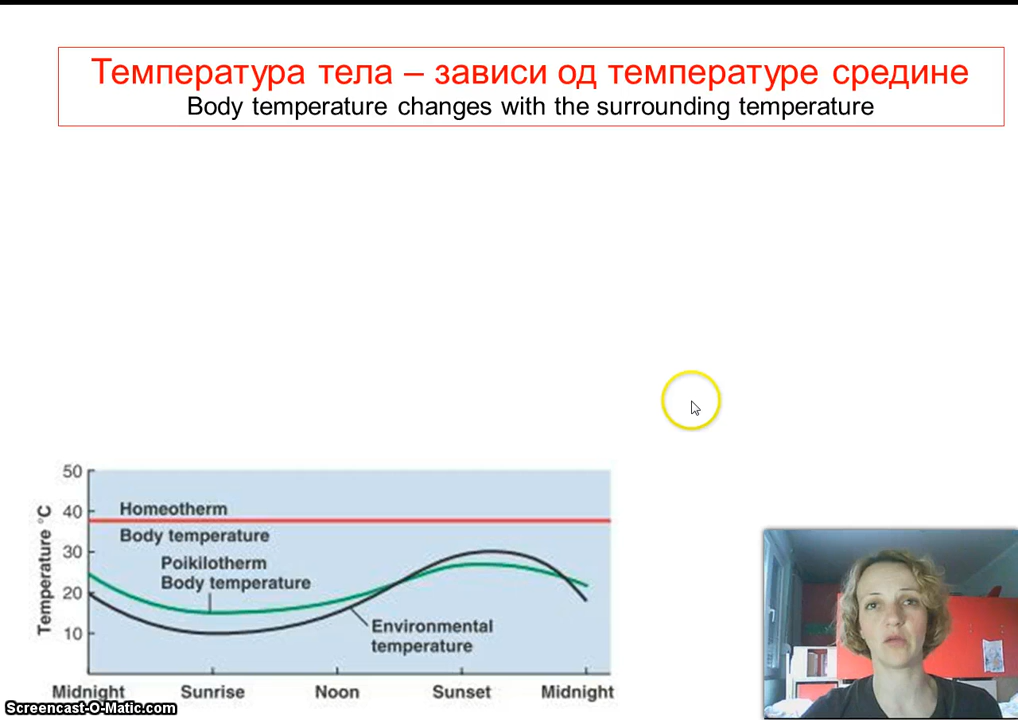 Температура тела – зависи од температуре средине
Body temperature changes with the surrounding temperature
50
40
30
20
10
Temperature °C
Homeotherm
Body temperature
Poikilotherm
Body temperature
Environmental
temperature
Midnight Sunrise Noon Sunset Midnight
Screencast-O-Matic.com